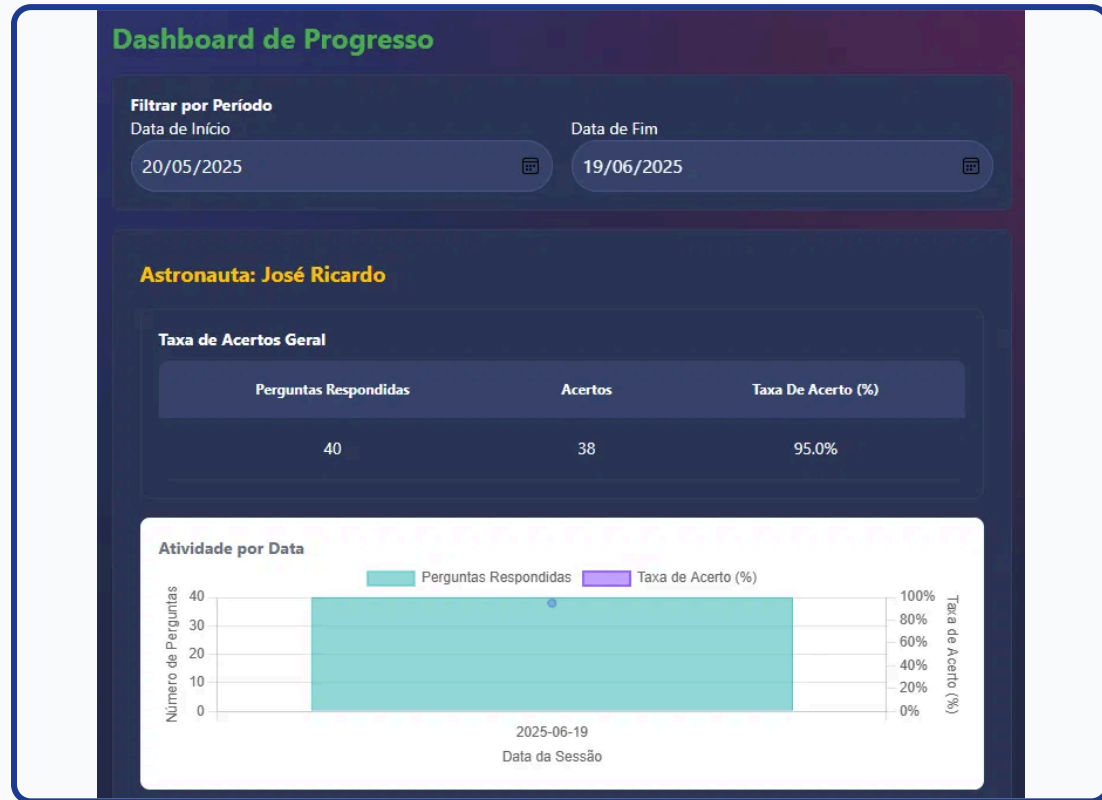 Dashboard de Progresso
Filtrar por Período
Data de Início Data de Fim
20/05/2025 19/06/2025
Astronauta: José Ricardo
Taxa de Acertos Geral
Perguntas Respondidas Acertos Taxa De Acerto (%)
40 38 95.0%
Atividade por Data
Perguntas Respondidas Taxa de Acerto (%)
Número de Perguntas
40
30
20
10
0
100%
80%
60%
40%
20%
0%
Taxa de Acerto (%)
2025-06-19
Data da Sessão